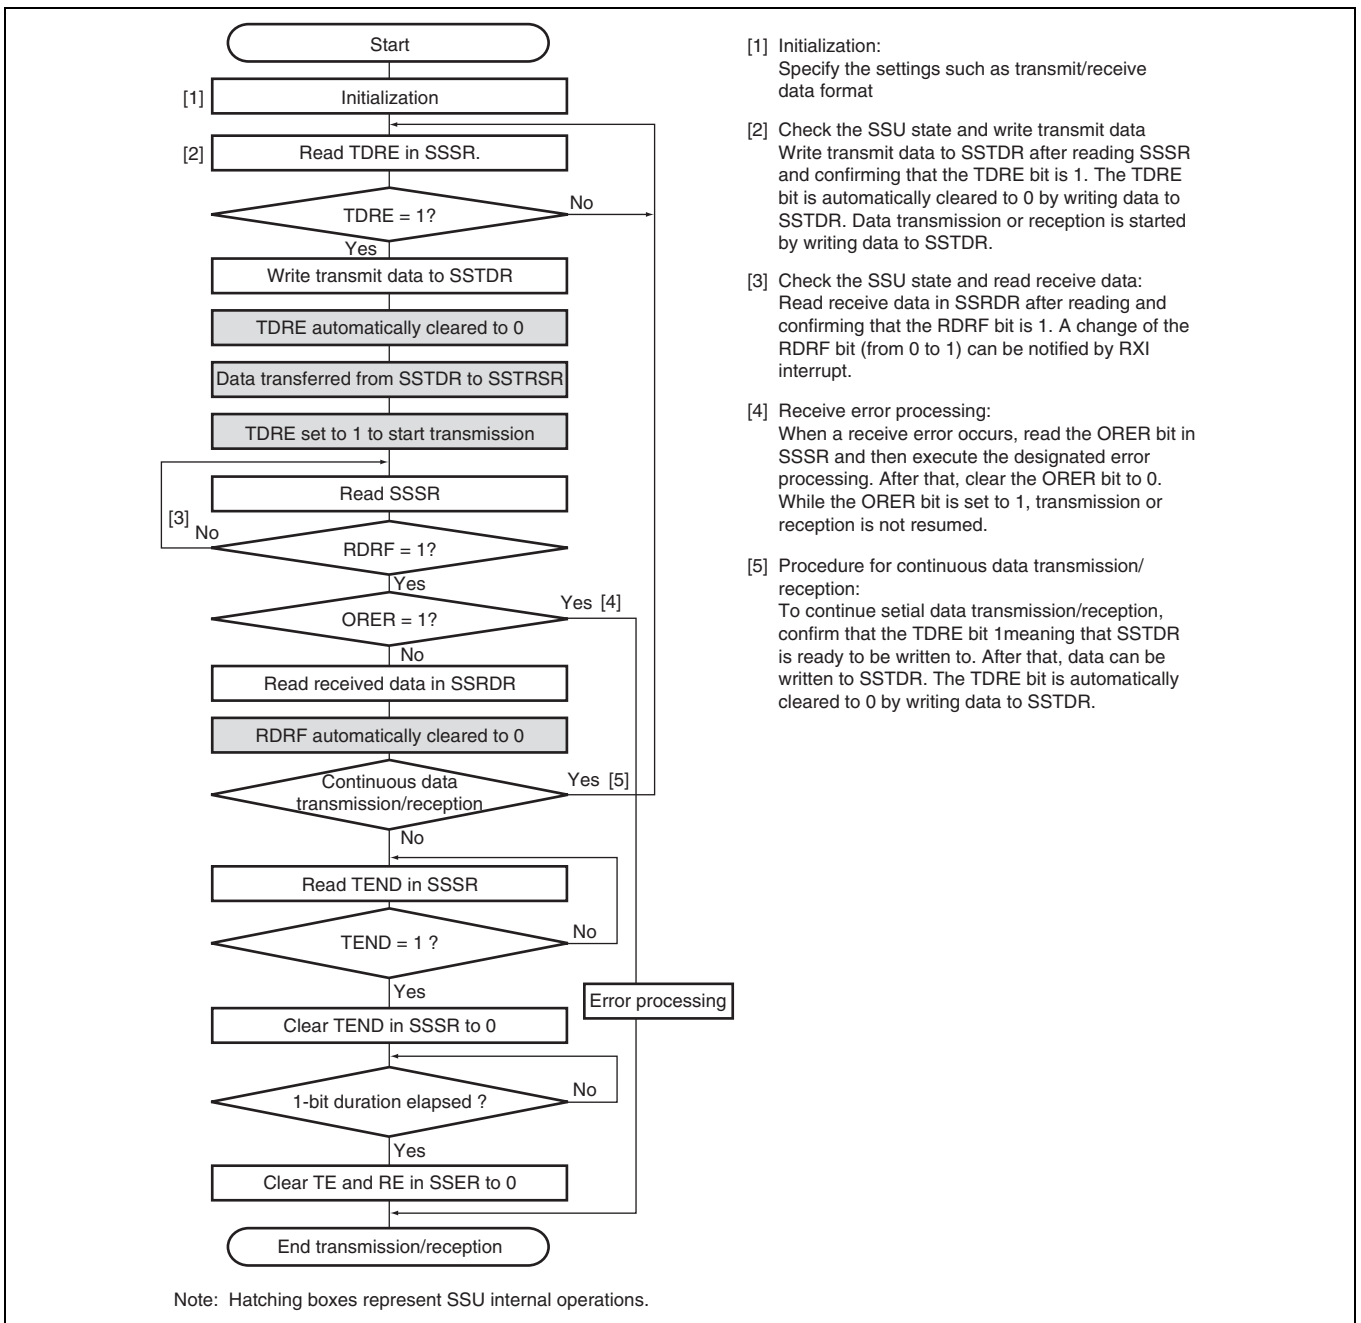 Start
[1] Initialization
[2] Read TDRE in SSSR.
TDRE = 1?
No
Yes
Write transmit data to SSTDR
TDRE automatically cleared to 0
Data transferred from SSTDR to SSTRSR
TDRE set to 1 to start transmission
Read SSSR
[3]
No
RDRF = 1?
Yes
ORER = 1?
Yes [4]
No
Read received data in SSRDR
RDRF automatically cleared to 0
Continuous data
transmission/reception
Yes [5]
No
Read TEND in SSSR
TEND = 1 ?
No
Yes
Error processing
Clear TEND in SSSR to 0
1-bit duration elapsed ?
No
Yes
Clear TE and RE in SSER to 0
End transmission/reception
[1] Initialization:
Specify the settings such as transmit/receive
data format
[2] Check the SSU state and write transmit data
Write transmit data to SSTDR after reading SSSR
and confirming that the TDRE bit is 1. The TDRE
bit is automatically cleared to 0 by writing data to
SSTDR. Data transmission or reception is started
by writing data to SSTDR.
[3] Check the SSU state and read receive data:
Read receive data in SSRDR after reading and
confirming that the RDRF bit is 1. A change of the
RDRF bit (from 0 to 1) can be notified by RXI
interrupt.
[4] Receive error processing:
When a receive error occurs, read the ORER bit in
SSSR and then execute the designated error
processing. After that, clear the ORER bit to 0.
While the ORER bit is set to 1, transmission or
reception is not resumed.
[5] Procedure for continuous data transmission/
reception:
To continue setial data transmission/reception,
confirm that the TDRE bit 1meaning that SSTDR
is ready to be written to. After that, data can be
written to SSTDR. The TDRE bit is automatically
cleared to 0 by writing data to SSTDR.
Note: Hatching boxes represent SSU internal operations.